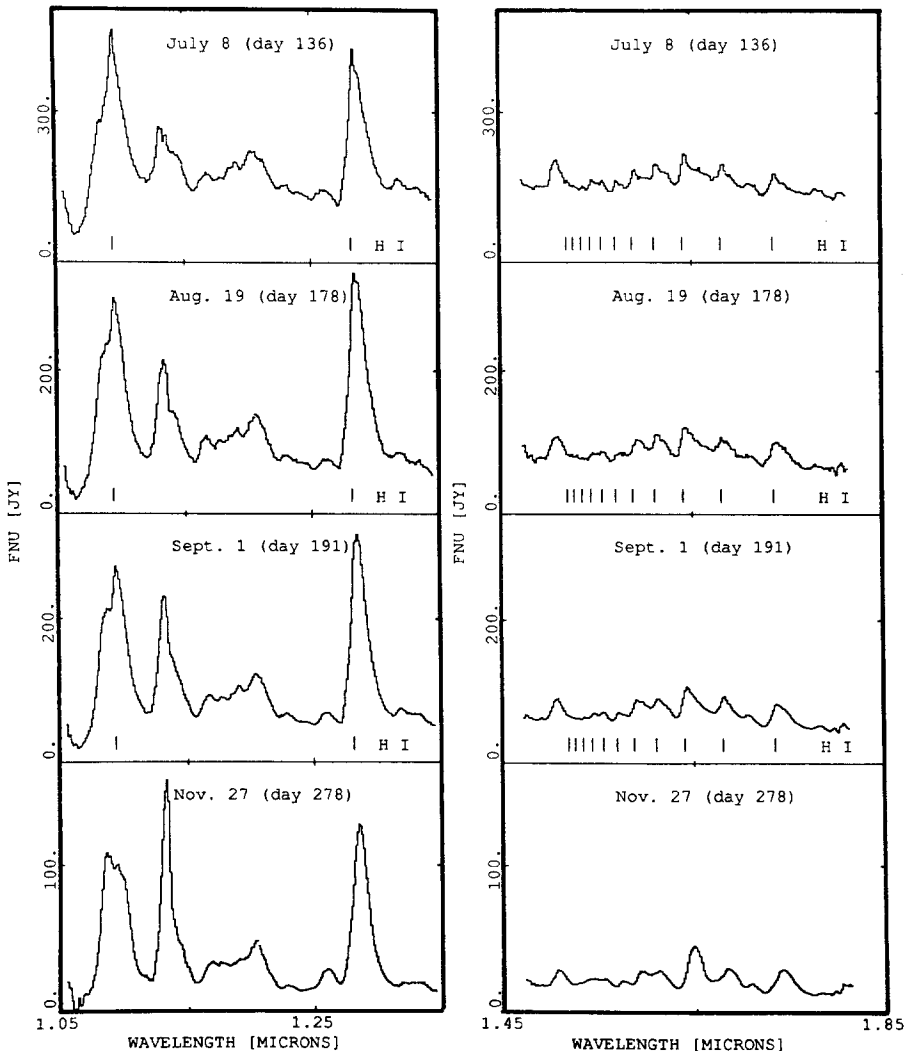 July 8 (day 136)
300.
0.
H I
Aug. 19 (day 178)
200.
0.
H I
FNU [JY]
Sept. 1 (day 191)
200.
0.
H I
Nov. 27 (day 278)
100.
0.
1.05
1.25
WAVELENGTH [MICRONS]
July 8 (day 136)
300.
0.
H I
Aug. 19 (day 178)
200.
0.
H I
FNU [JY]
Sept. 1 (day 191)
200.
0.
H I
Nov. 27 (day 278)
100.
0.
1.45
1.85
WAVELENGTH [MICRONS]